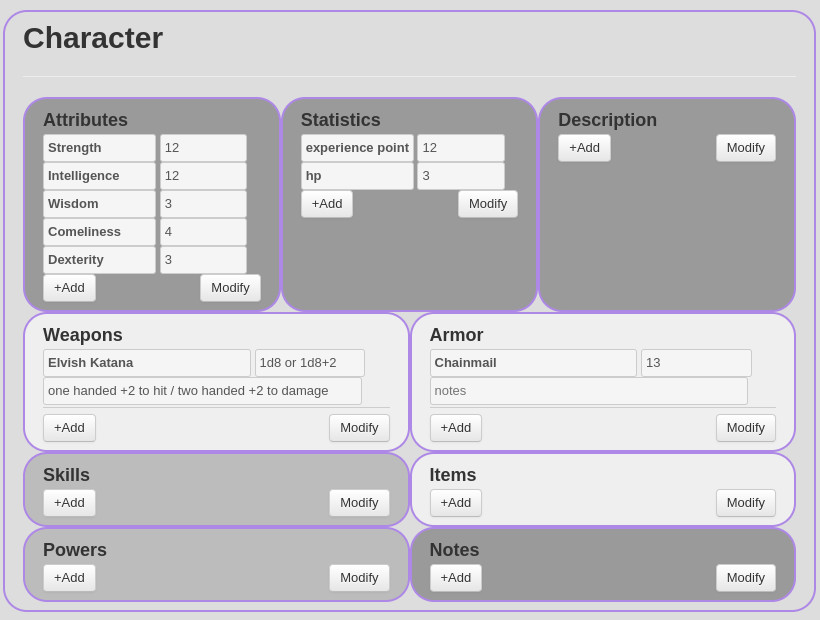 Character
Attributes
Strength 12
Intelligence 12
Wisdom 3
Comeliness 4
Dexterity 3
+Add Modify
Statistics
experience point 12
hp 3
+Add Modify
Description
+Add Modify
Weapons
Elvish Katana 1d8 or 1d8+2
one handed +2 to hit / two handed +2 to damage
+Add Modify
Armor
Chainmail 13
notes
+Add Modify
Skills
+Add Modify
Items
+Add Modify
Powers
+Add Modify
Notes
+Add Modify